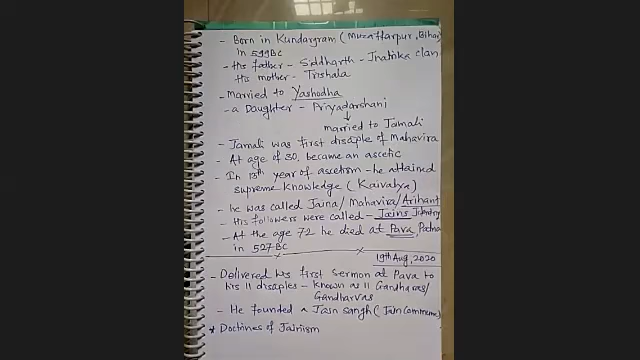 - Born in Kundargram (Muzaffarpur, Bihar)
in 599BC
- His father - Siddharth - Jnatrika clan
His mother - Trishala
- Married to Yashodha
- a Daughter - Priyadarshani
↓
married to Jamali
- Jamali was first disaple of Mahavira
- At age of 30, became an ascetic
- In 13th year of ascetism - he attained
supreme knowledge (Kaivalya)
- he was called Jaina/Mahavira/Arihant
- His followers were called - Jains
- At the age 72 he died at Pava, Patna
in 527BC
19th Aug, 2020
- Delivered his first Sermon at Pava to
his 11 disaples - known as 11 Gandharas/
Gandharvas
- He founded a Jain sangh (Jain Commune)
* Doctrines of Jainism